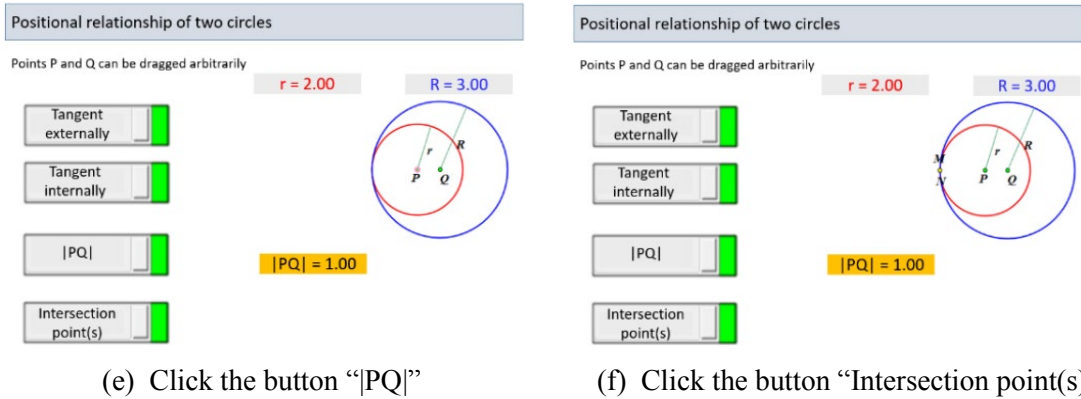 Positional relationship of two circles
Points P and Q can be dragged arbitrarily
r = 2.00
R = 3.00
Tangent
externally
Tangent
internally
|PQ|
Intersection
point(s)
r
R
P
Q
|PQ| = 1.00
(e) Click the button “|PQ|”
Positional relationship of two circles
Points P and Q can be dragged arbitrarily
r = 2.00
R = 3.00
Tangent
externally
Tangent
internally
|PQ|
Intersection
point(s)
r
R
M
N
P
Q
|PQ| = 1.00
(f) Click the button “Intersection point(s)